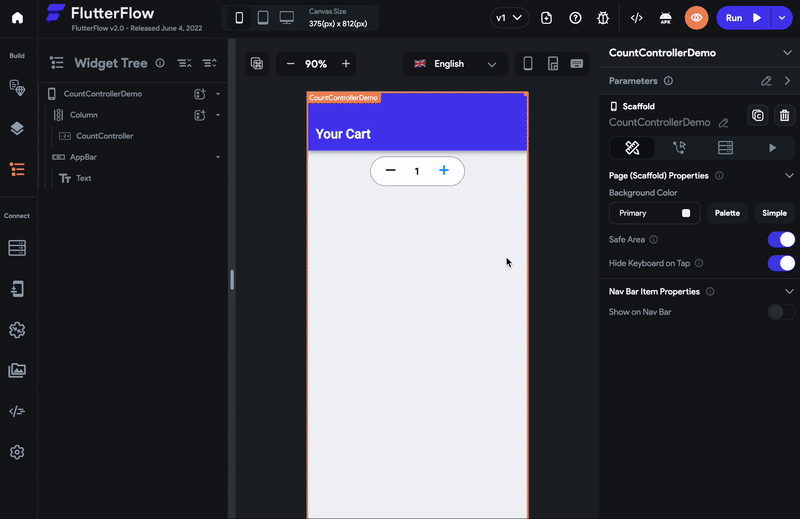 FlutterFlow
FlutterFlow v2.0 - Released June 4, 2022
Canvas Size
375(px) x 812(px)
v1
APK
Run
Build
Connect
Widget Tree
CountControllerDemo
Column
CountController
AppBar
Text
90%
English
CountControllerDemo
Your Cart
1
CountControllerDemo
Parameters
Scaffold
CountControllerDemo
Page (Scaffold) Properties
Background Color
Primary
Palette
Simple
Safe Area
Hide Keyboard on Tap
Nav Bar Item Properties
Show on Nav Bar